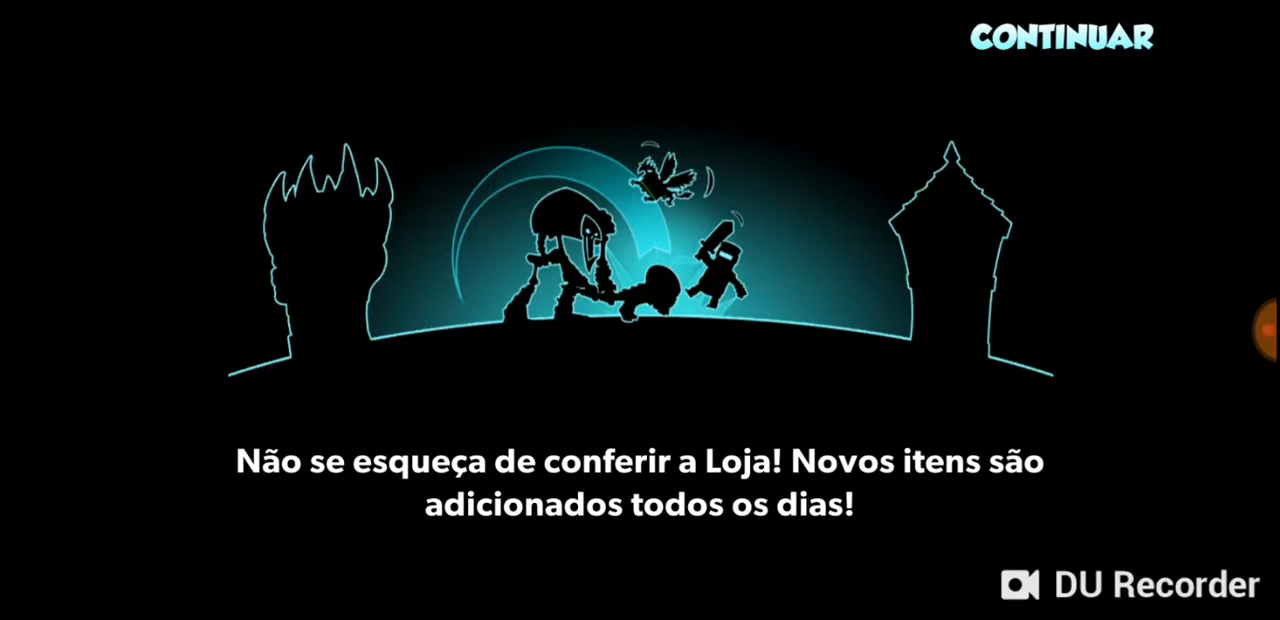 CONTINUAR
Não se esqueça de conferir a Loja! Novos itens são
adicionados todos os dias!
DU Recorder